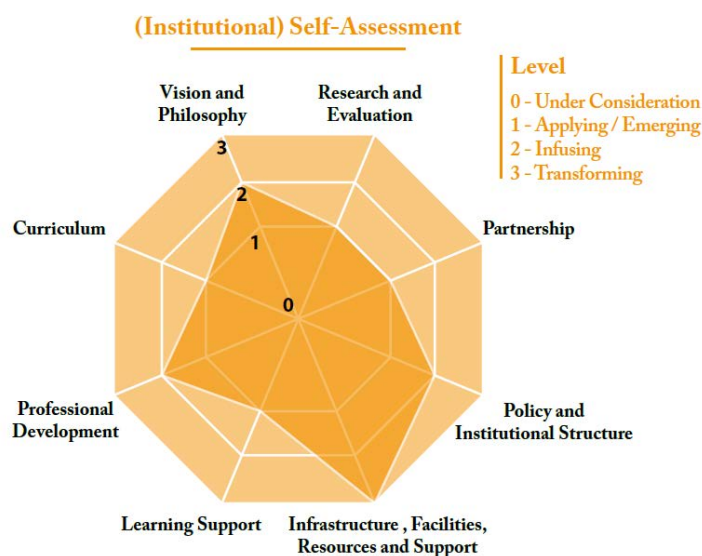 (Institutional) Self-Assessment
Level
0 - Under Consideration
1 - Applying / Emerging
2 - Infusing
3 - Transforming
Vision and
Philosophy
Research and
Evaluation
3
2
1
0
Curriculum
Partnership
Professional
Development
Policy and
Institutional Structure
Learning Support
Infrastructure , Facilities,
Resources and Support